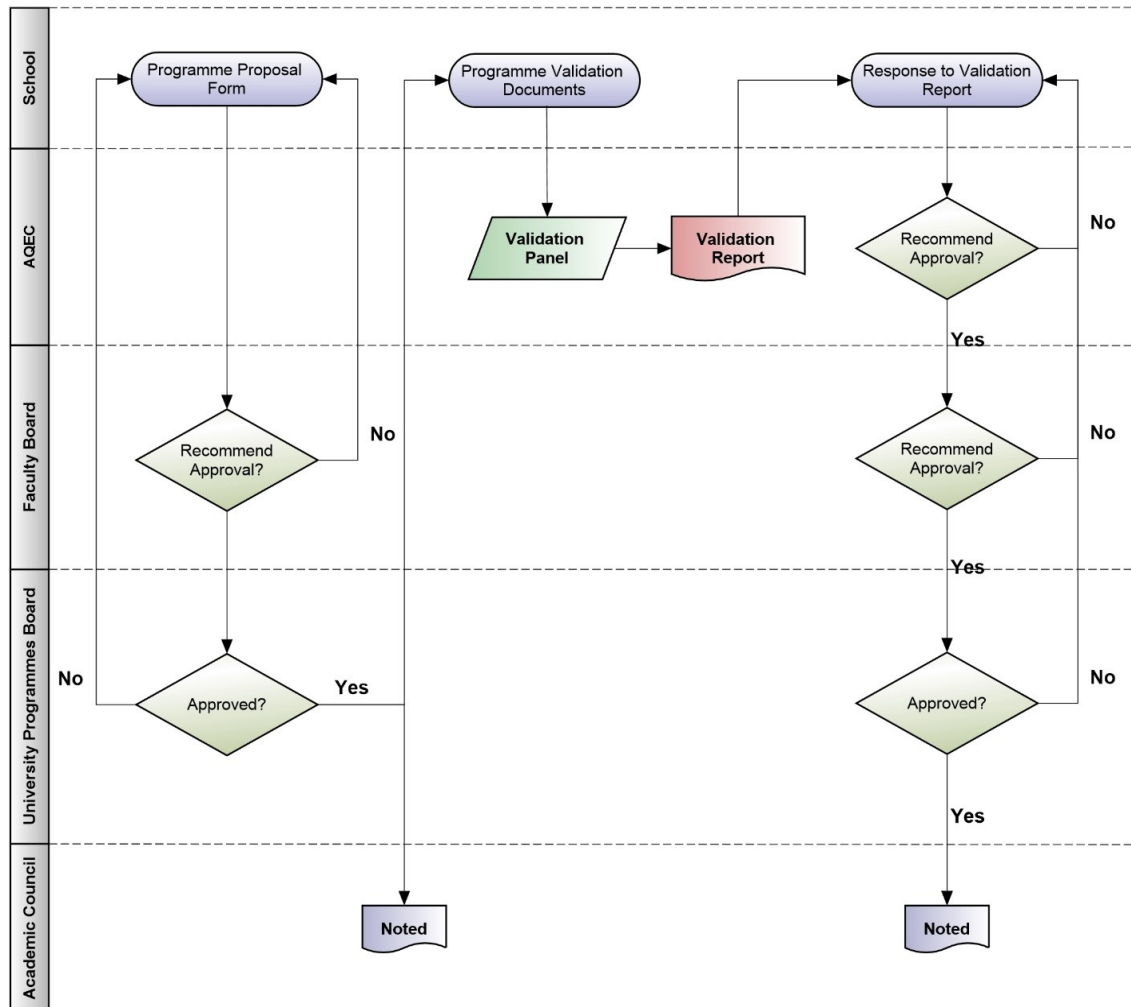 School
Programme Proposal
Form
Programme Validation
Documents
Response to Validation
Report
AQEC
Validation
Panel
Validation
Report
Recommend
Approval?
No
Yes
Faculty Board
Recommend
Approval?
No
Recommend
Approval?
No
Yes
University Programmes Board
No
Approved?
Yes
Approved?
No
Yes
Academic Council
Noted
Noted